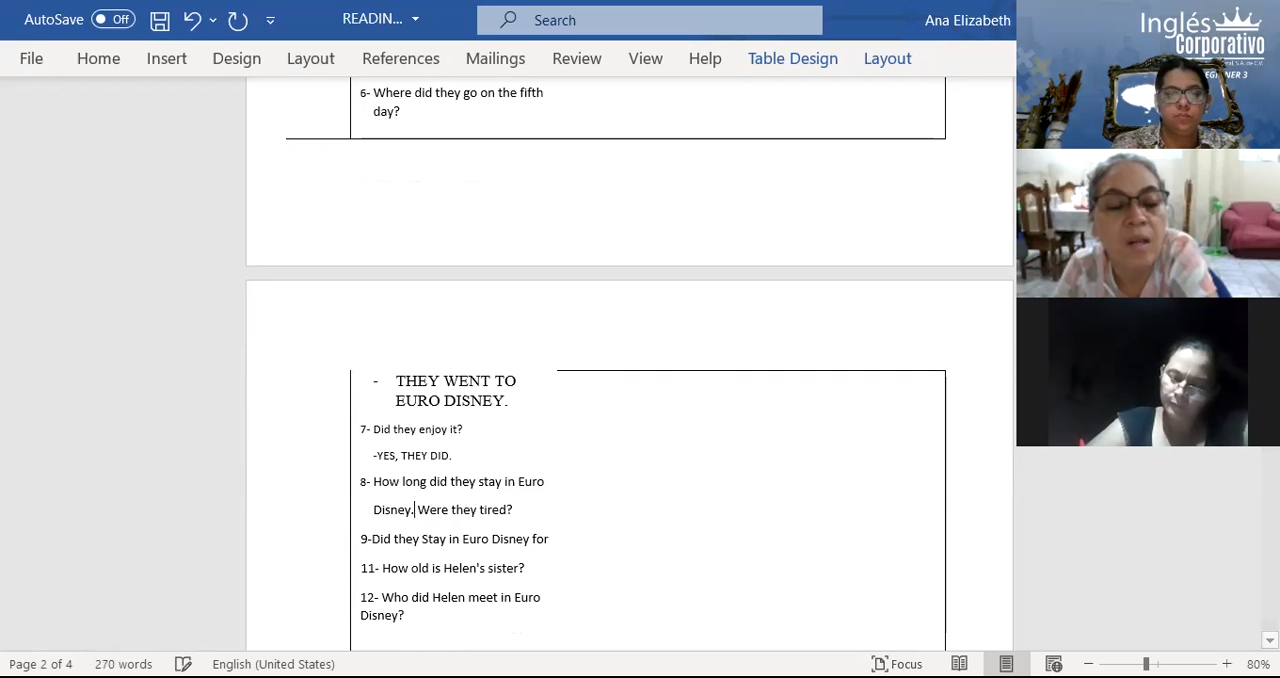 AutoSave Off READIN... Search Ana Elizabeth
File Home Insert Design Layout References Mailings Review View Help Table Design Layout
Inglés
Corporativo
6- Where did they go on the fifth
day?
- THEY WENT TO
EURO DISNEY.
7- Did they enjoy it?
-YES, THEY DID.
8- How long did they stay in Euro
Disney. Were they tired?
9-Did they Stay in Euro Disney for
11- How old is Helen's sister?
12- Who did Helen meet in Euro
Disney?
Page 2 of 4 270 words English (United States) Focus 80%